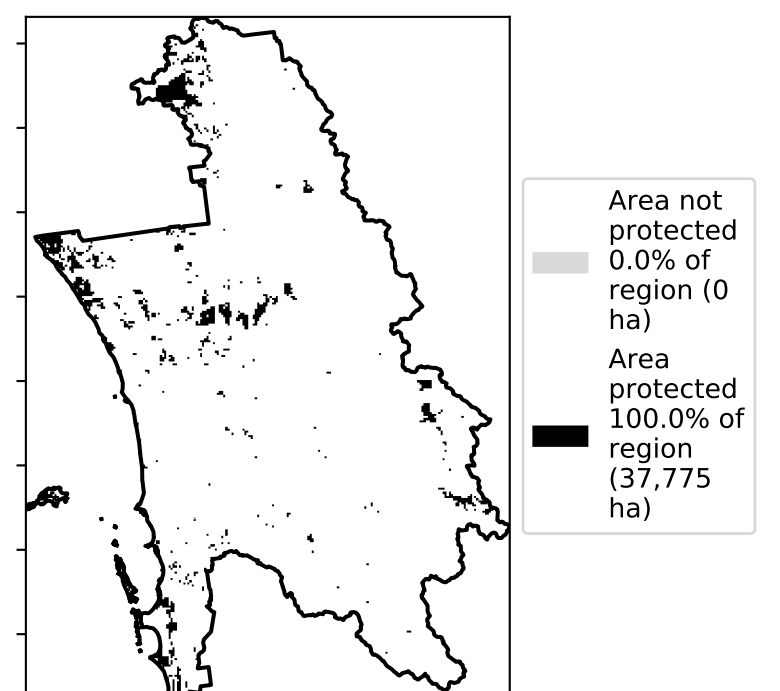 Area not
protected
0.0% of
region (0
ha)
Area
protected
100.0% of
region
(37,775
ha)